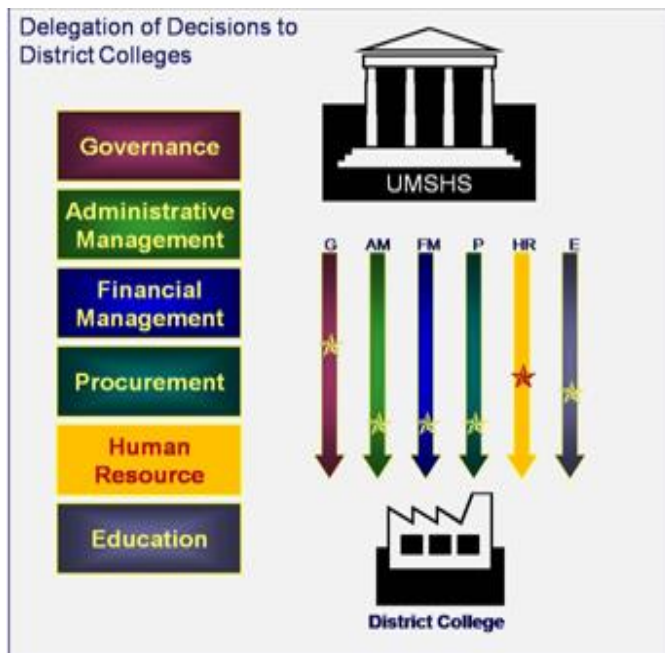 Delegation of Decisions to
District Colleges
Governance
Administrative
Management
Financial
Management
Procurement
Human
Resource
Education
UMSHS
G AM FM P HR E
District College